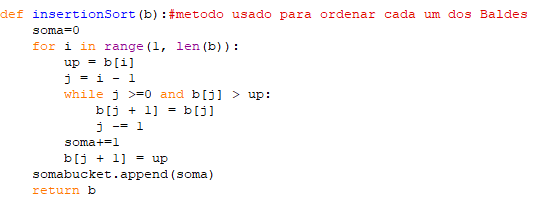 def insertionSort(b):#metodo usado para ordenar cada um dos Baldes
    soma=0
    for i in range(1, len(b)):
        up = b[i]
        j = i - 1
        while j >=0 and b[j] > up:
            b[j + 1] = b[j]
            j -= 1
        soma+=1
        b[j + 1] = up
    somabucket.append(soma)
    return b